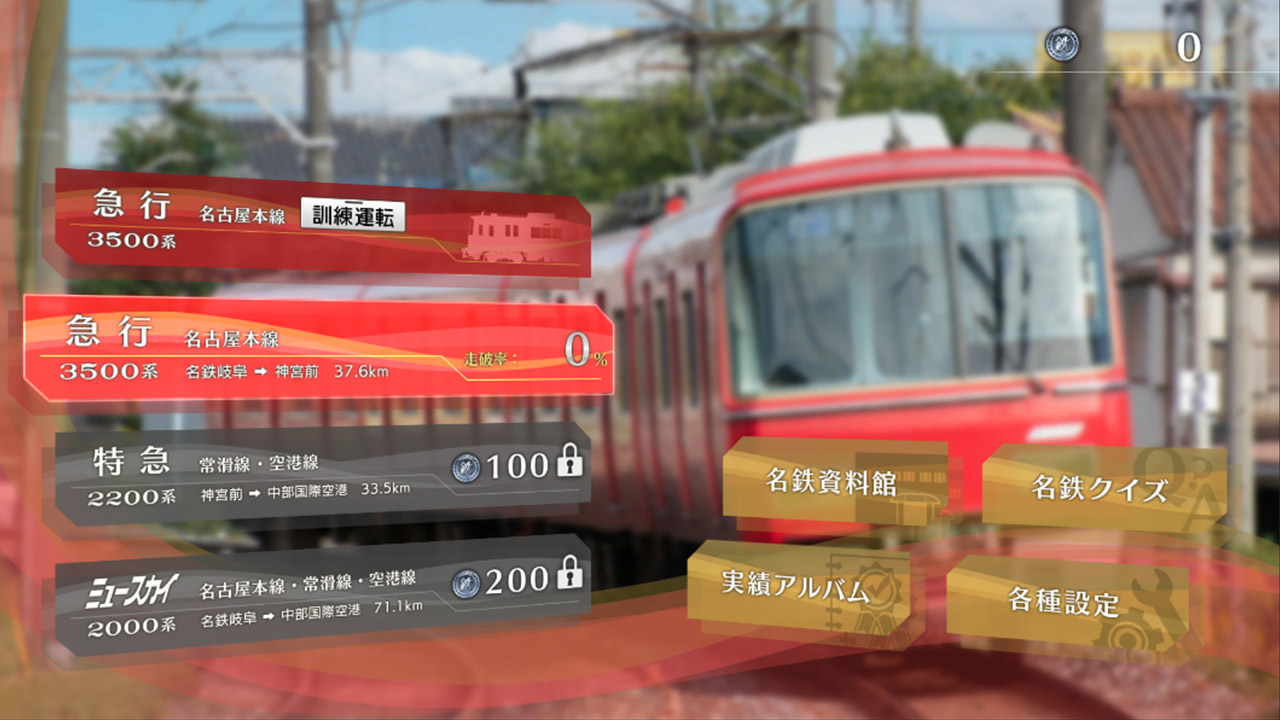 0
急行 名古屋本線 訓練運転
3500系
急行 名古屋本線
走破率： 0%
3500系 名鉄岐阜 ➡ 神宮前 37.6km
特急 常滑線・空港線 100
2200系 神宮前 ➡ 中部国際空港 33.5km
ニュースカイ 名古屋本線・常滑線・空港線 200
2000系 名鉄岐阜 ➡ 中部国際空港 71.1km
名鉄資料館
名鉄クイズ
Q?A
実績アルバム
各種設定